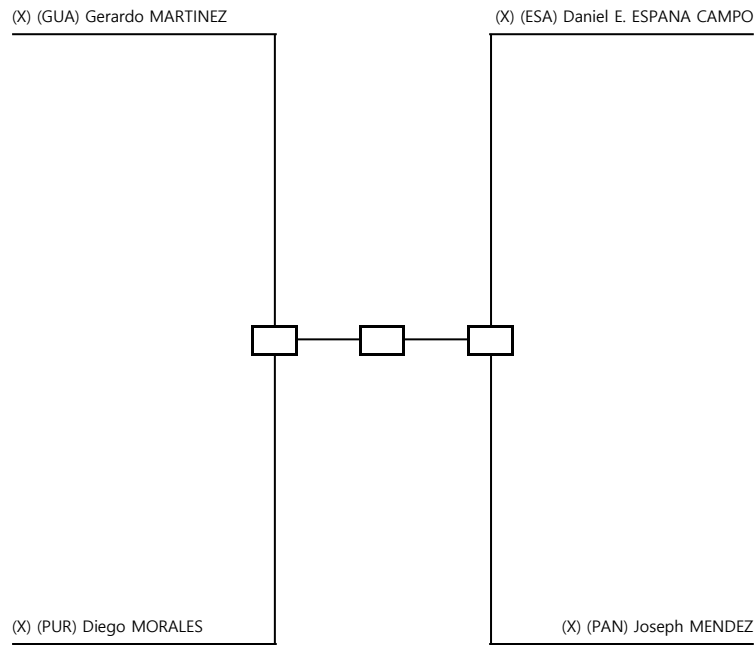 (X) (GUA) Gerardo MARTINEZ
(X) (ESA) Daniel E. ESPANA CAMPO
(X) (PUR) Diego MORALES
(X) (PAN) Joseph MENDEZ